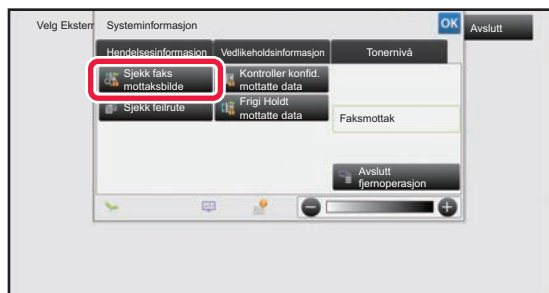 Velg Ekstern
Systeminformasjon
OK
Avslutt
Hendelsesinformasjon
Vedlikeholdsinformasjon
Tonernivå
Sjekk faks
mottaksbilde
Kontroller konfid.
mottatte data
Sjekk feilrute
Frigi Holdt
mottatte data
Faksmottak
Avslutt
fjernoperasjon